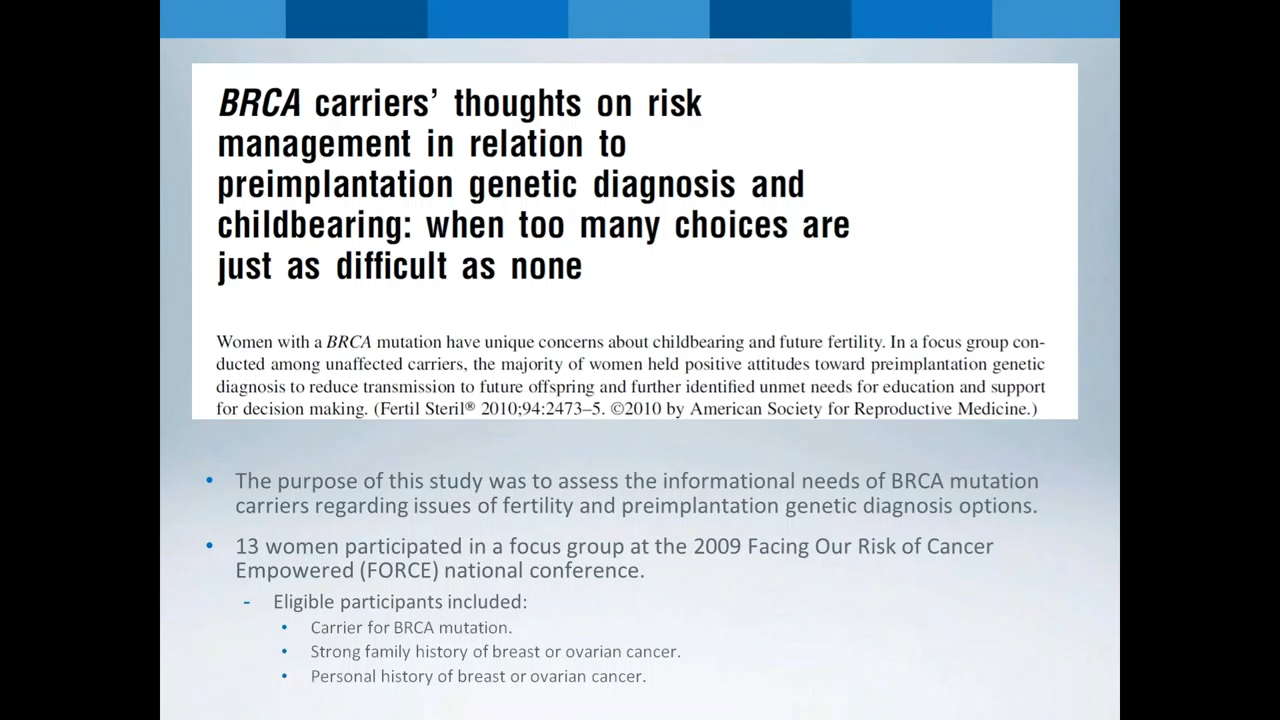 BRCA carriers’ thoughts on risk
management in relation to
preimplantation genetic diagnosis and
childbearing: when too many choices are
just as difficult as none
Women with a BRCA mutation have unique concerns about childbearing and future fertility. In a focus group con-
ducted among unaffected carriers, the majority of women held positive attitudes toward preimplantation genetic
diagnosis to reduce transmission to future offspring and further identified unmet needs for education and support
for decision making. (Fertil Steril® 2010;94:2473–5. ©2010 by American Society for Reproductive Medicine.)
• The purpose of this study was to assess the informational needs of BRCA mutation
carriers regarding issues of fertility and preimplantation genetic diagnosis options.
• 13 women participated in a focus group at the 2009 Facing Our Risk of Cancer
Empowered (FORCE) national conference.
- Eligible participants included:
• Carrier for BRCA mutation.
• Strong family history of breast or ovarian cancer.
• Personal history of breast or ovarian cancer.